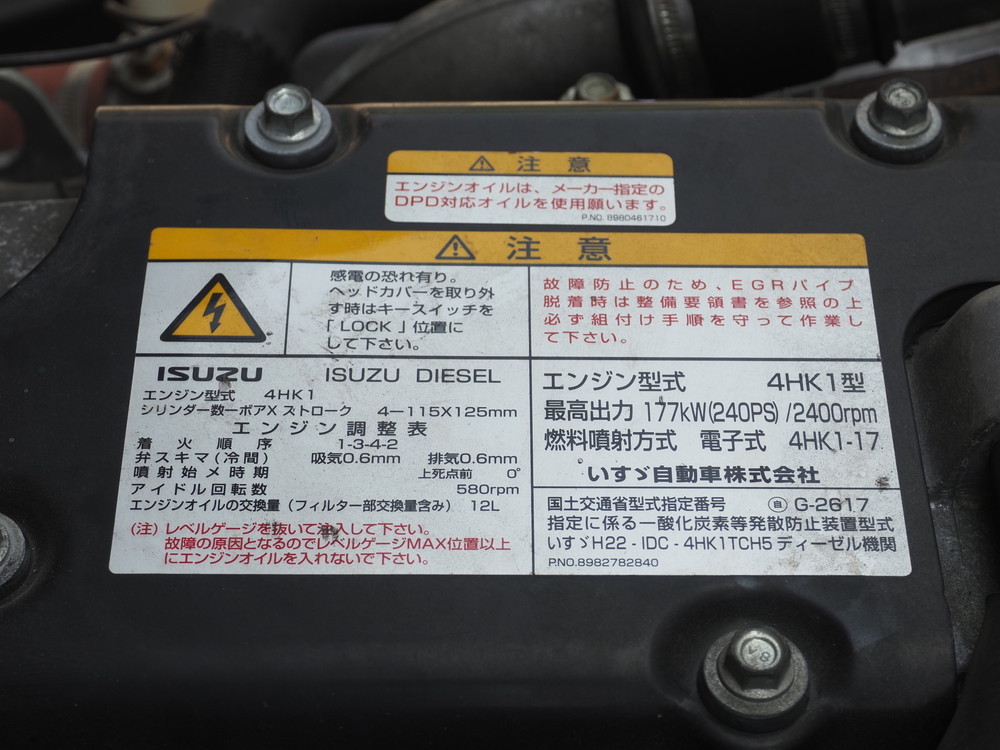 ⚠ 注意
エンジンオイルは、メーカー指定の
DPD対応オイルを使用願います。
P.NO. 8980461710
⚠ 注意
感電の恐れ有り。
ヘッドカバーを取り外
す時はキースイッチを
「LOCK」位置に
して下さい。
故障防止のため、EGRパイプ
脱着時は整備要領書を参照の上
必ず組付け手順を守って作業し
て下さい。
ISUZU ISUZU DIESEL
エンジン型式 4HK1
シリンダー数ーボアXストローク 4ー115X125mm
エンジン調整表
着火順序 1-3-4-2
弁スキマ(冷間) 吸気0.6mm 排気0.6mm
噴射始メ時期 上死点前 0°
アイドル回転数 580rpm
エンジンオイルの交換量(フィルター部交換量含み) 12L
(注)レベルゲージを抜いて注入して下さい。
故障の原因となるのでレベルゲージMAX位置以上
にエンジンオイルを入れないで下さい。
エンジン型式 4HK1型
最高出力 177kW(240PS)/2400rpm
燃料噴射方式 電子式 4HK1-17
いすゞ自動車株式会社
国土交通省型式指定番号 ㊂ G-2617
指定に係る一酸化炭素等発散防止装置型式
いすゞH22-IDC-4HK1TCH5 ディーゼル機関
P.NO.8982782840